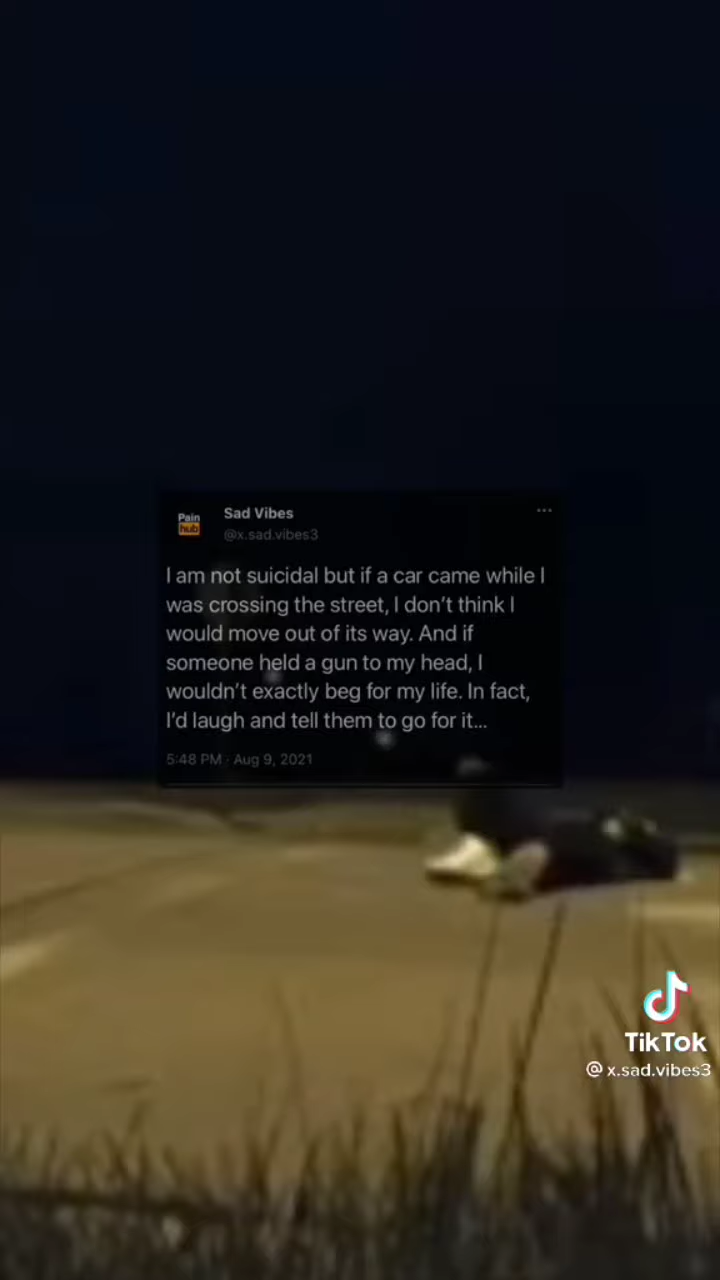 Pain
hub
Sad Vibes
@x.sad.vibes3
I am not suicidal but if a car came while I
was crossing the street, I don't think I
would move out of its way. And if
someone held a gun to my head, I
wouldn't exactly beg for my life. In fact,
I'd laugh and tell them to go for it...
5:48 PM · Aug 9, 2021
TikTok
@x.sad.vibes3